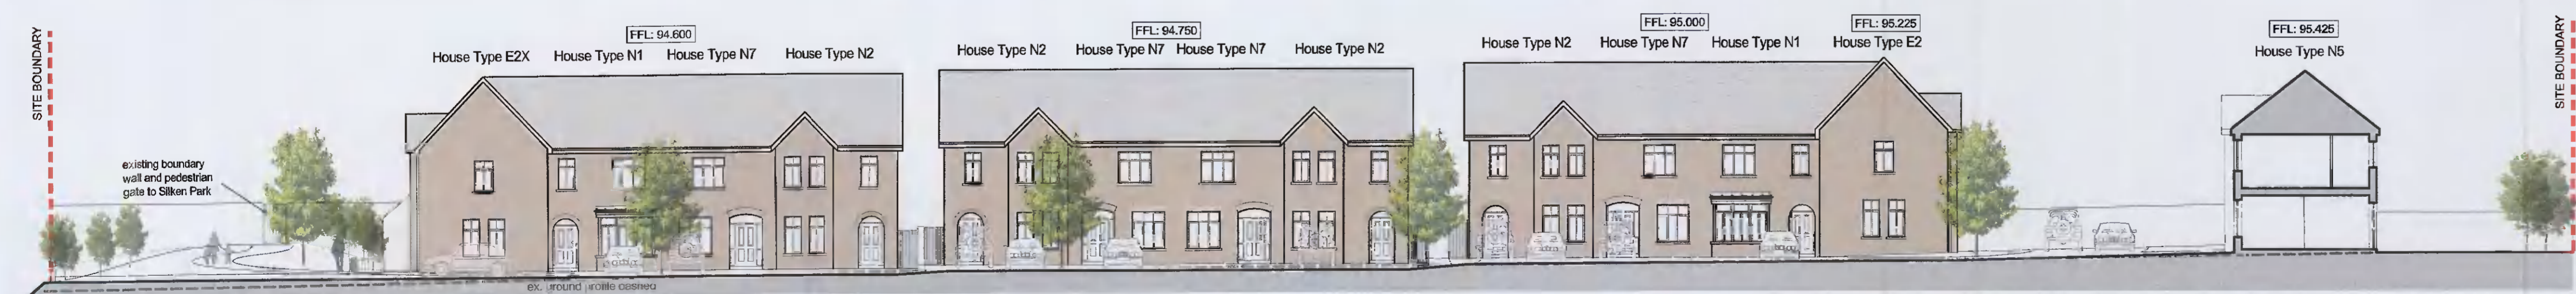 SITE BOUNDARY
FFL: 94.600
House Type E2X House Type N1 House Type N7 House Type N2
FFL: 94.750
House Type N2 House Type N7 House Type N7 House Type N2
FFL: 95.000
FFL: 95.225
House Type N2 House Type N7 House Type N1 House Type E2
FFL: 95.425
House Type N5
SITE BOUNDARY
existing boundary
wall and pedestrian
gate to Silken Park
ex. ground profile dashed